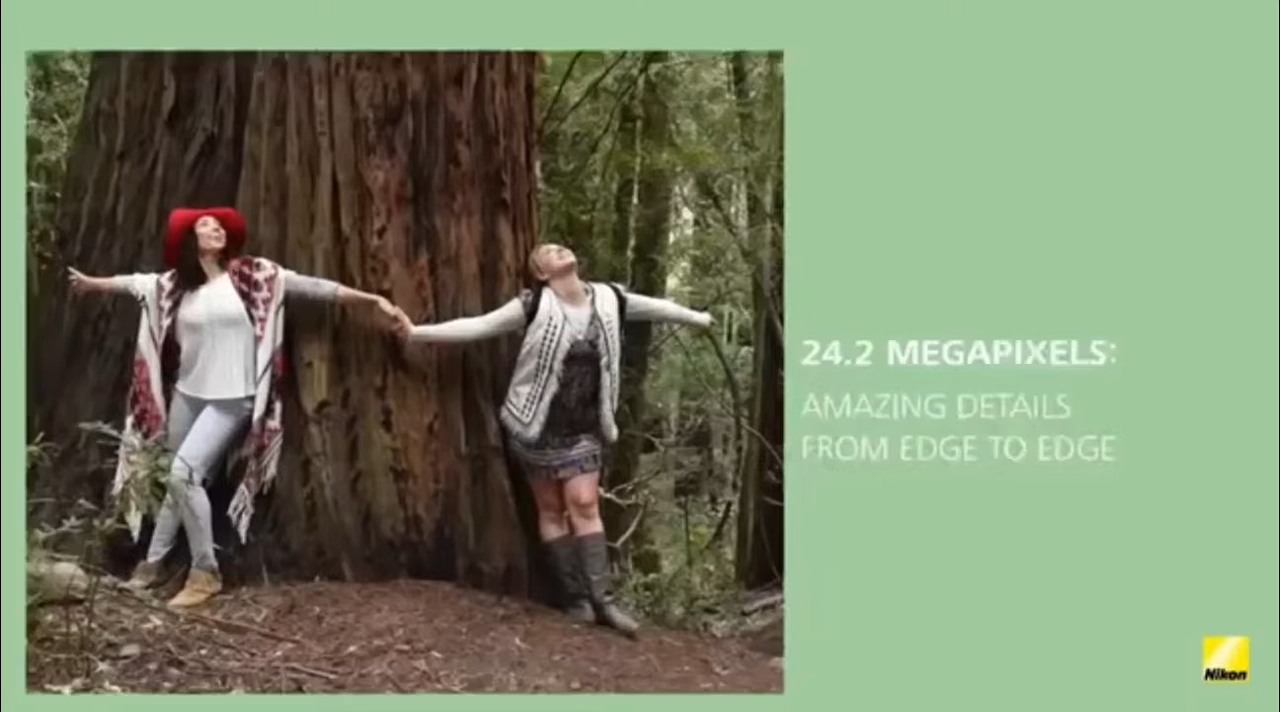 24.2 MEGAPIXELS:
AMAZING DETAILS
FROM EDGE TO EDGE
Nikon